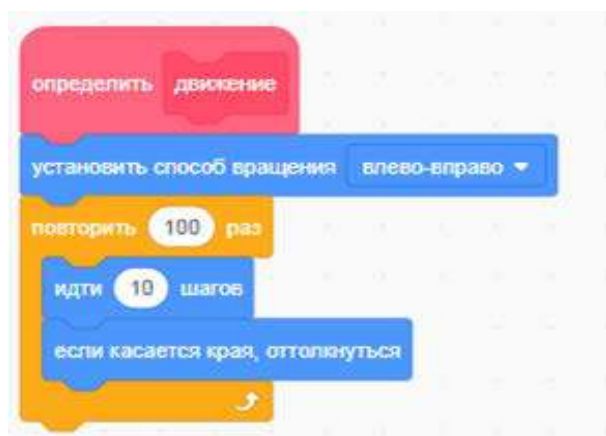 определить движение
установить способ вращения влево-вправо
повторить 100 раз
идти 10 шагов
если касается края, оттолкнуться